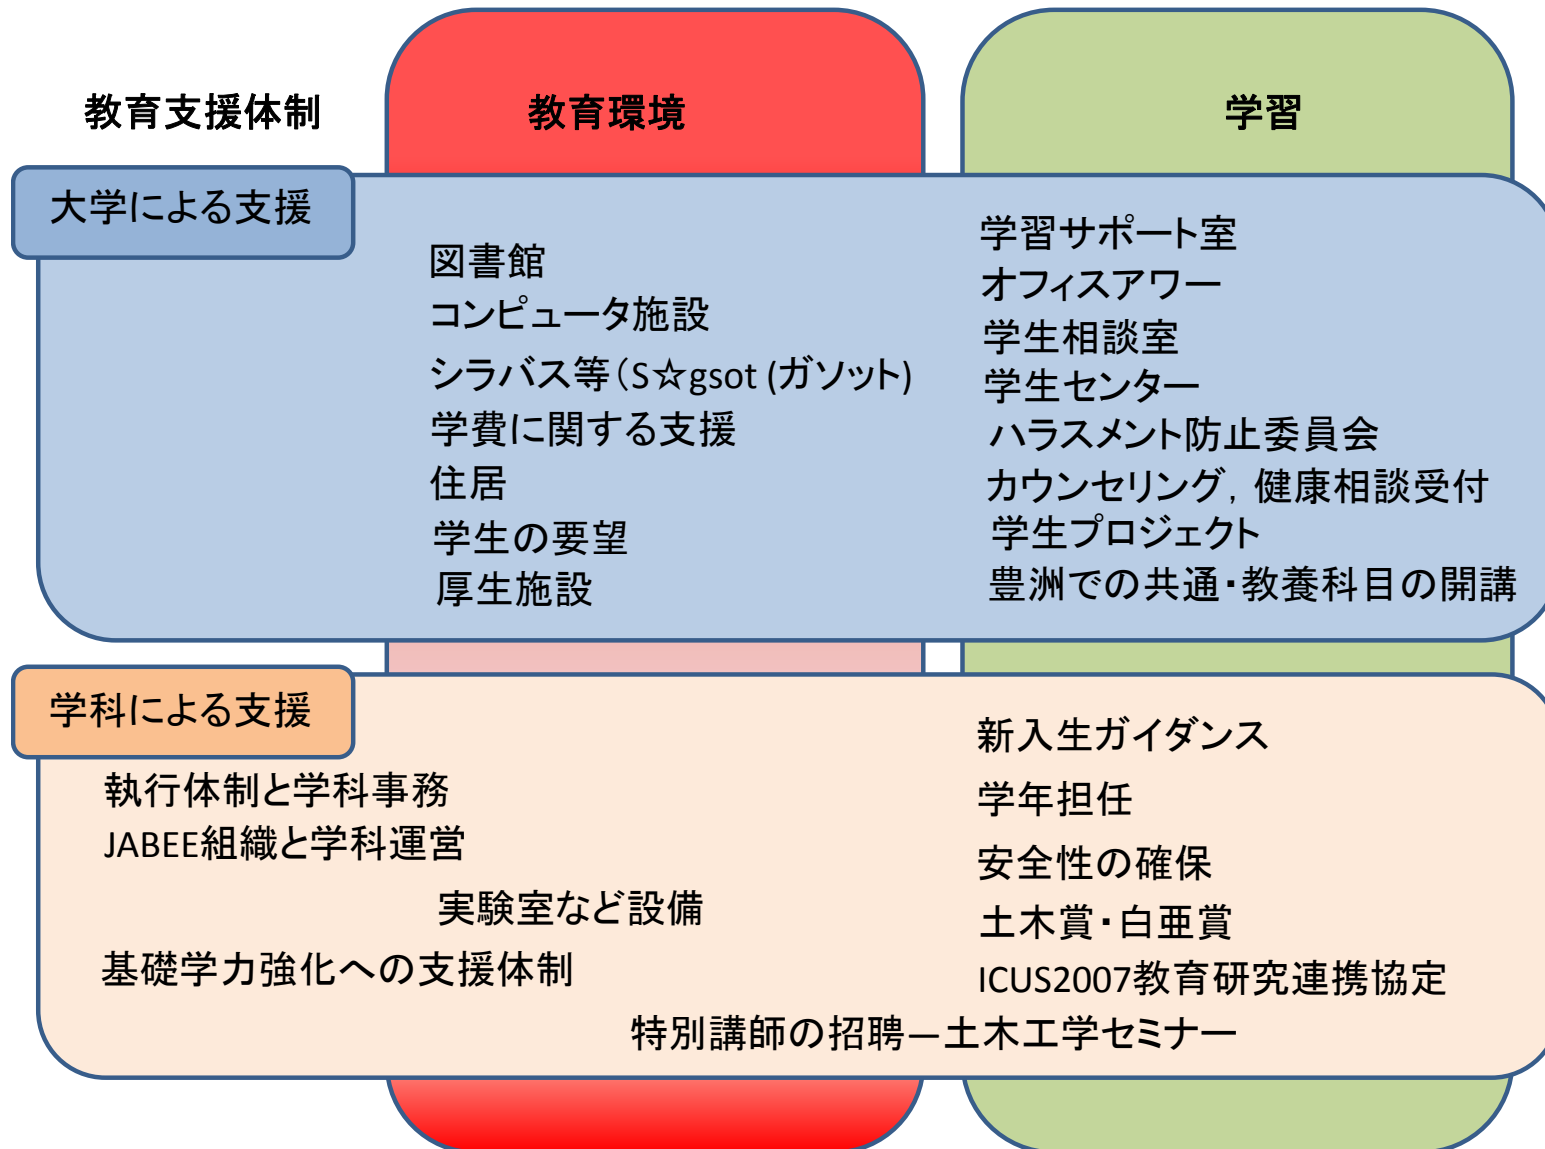 教育支援体制
教育環境
学習
大学による支援
図書館
コンピュータ施設
シラバス等（S☆gsot (ガソット)
学費に関する支援
住居
学生の要望
厚生施設
学習サポート室
オフィスアワー
学生相談室
学生センター
ハラスメント防止委員会
カウンセリング，健康相談受付
学生プロジェクト
豊洲での共通・教養科目の開講
学科による支援
執行体制と学科事務
JABEE組織と学科運営
実験室など設備
基礎学力強化への支援体制
新入生ガイダンス
学年担任
安全性の確保
土木賞・白亜賞
ICUS2007教育研究連携協定
特別講師の招聘—土木工学セミナー